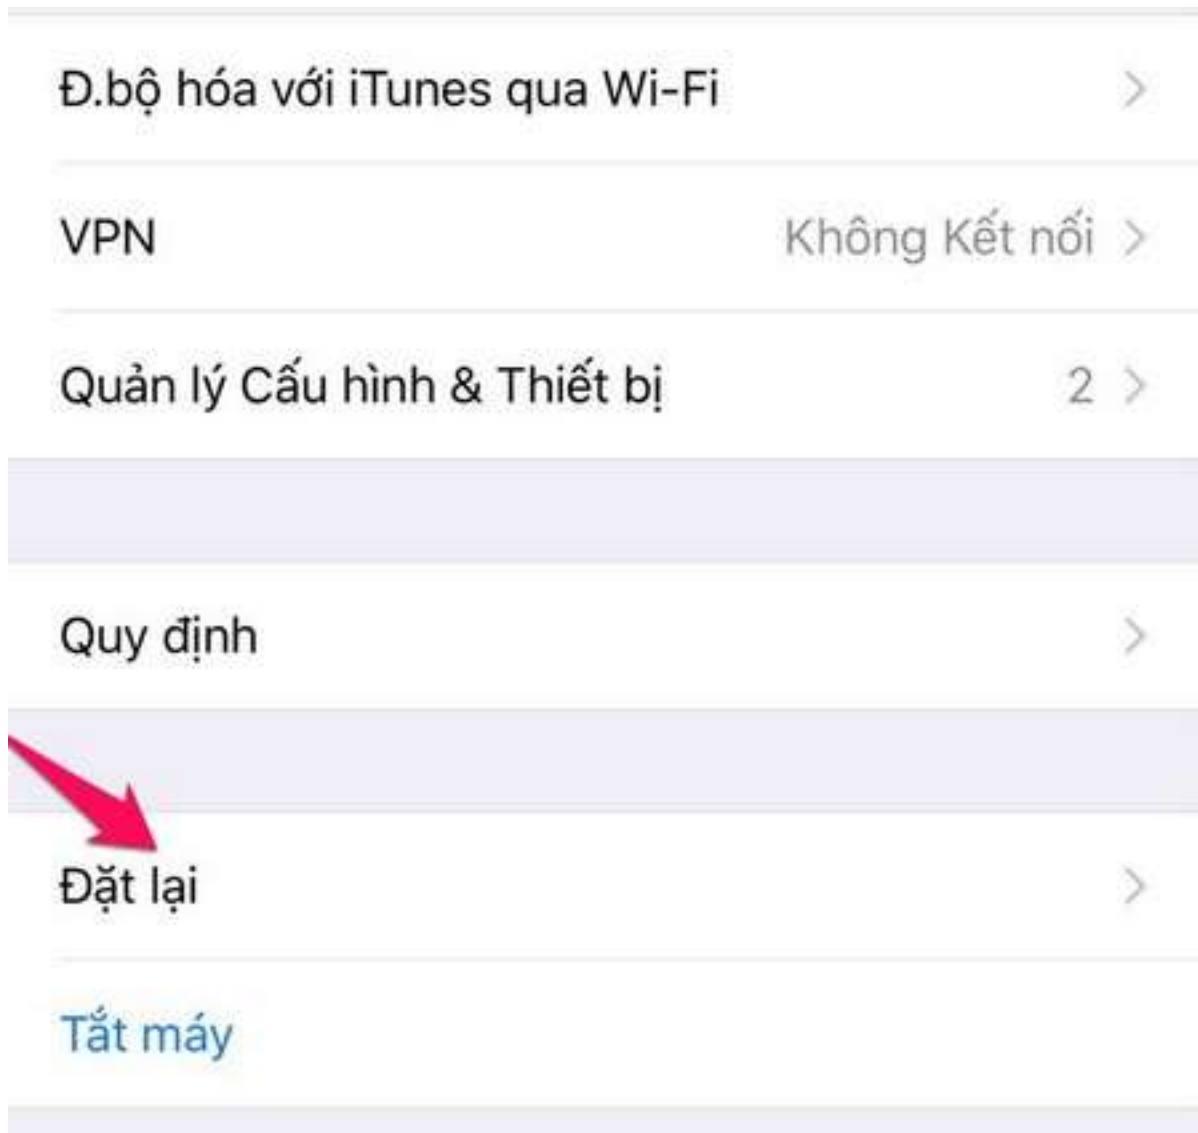 Đ.bộ hóa với iTunes qua Wi-Fi
VPN Không Kết nối
Quản lý Cấu hình & Thiết bị 2
Quy định
Đặt lại
Tắt máy